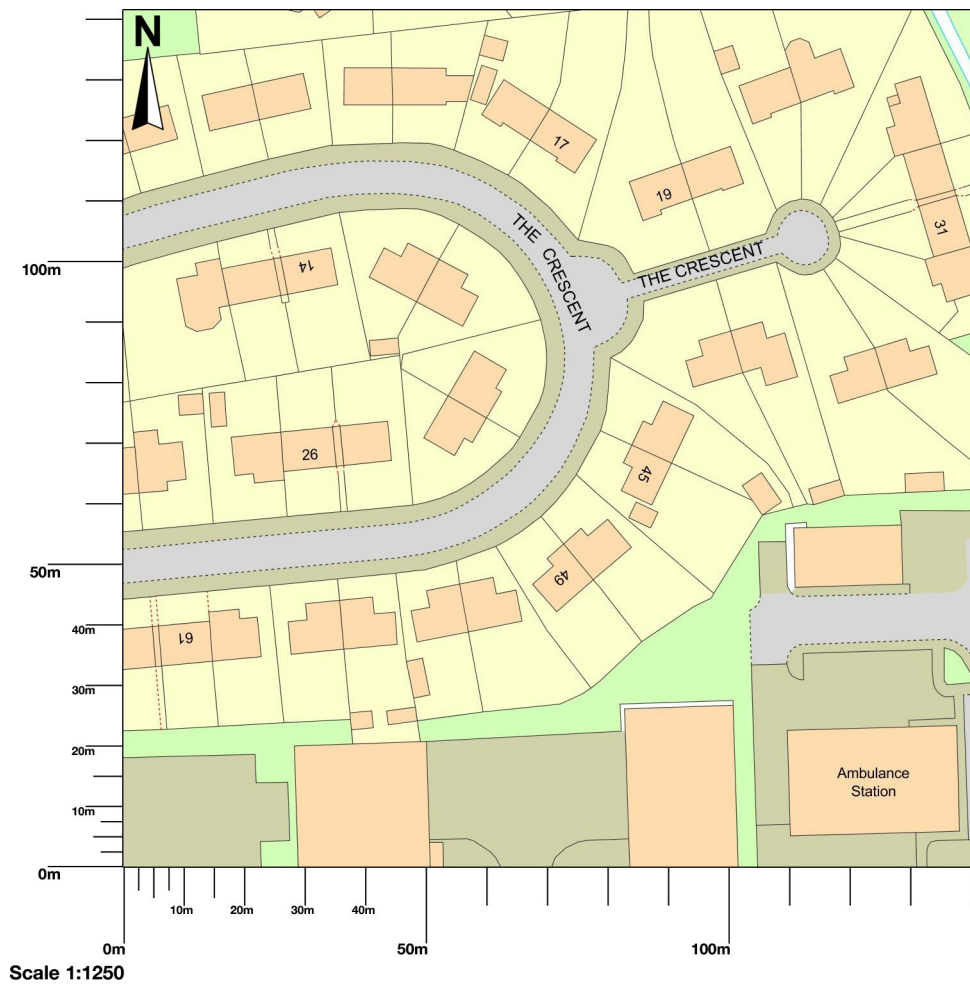 N
17
19
THE CRESCENT
THE CRESCENT
31
14
100m
26
45
49
50m
61
40m
30m
20m
10m
0m
Ambulance
Station
10m
20m
30m
40m
0m
50m
100m
Scale 1:1250